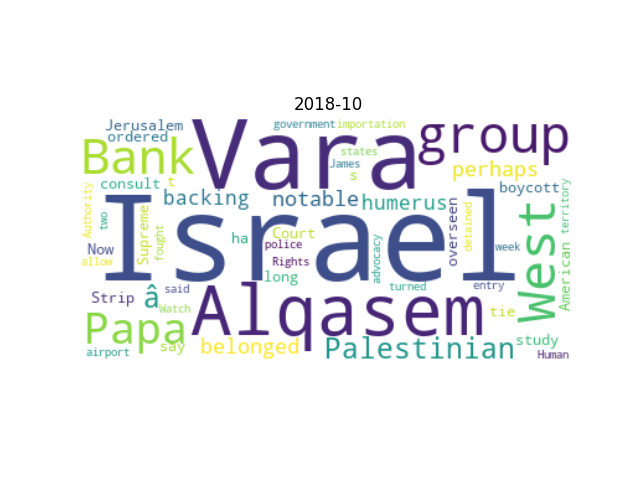 2018-10
Jerusalem
government
importation
ordered
Vara
group
Bank
states
James
s
perhaps
consult
t
backing
notable
humerus
boycott
Authority
two
Supreme
fought
Israel
West
territory
American
overseen
detained
ha
Court
police
advocacy
Now
allow
Rights
long
week
Strip
â
said
Watch
turned
entry
Alqasem
tie
Papa
say
belonged
Palestinian
study
airport
Human